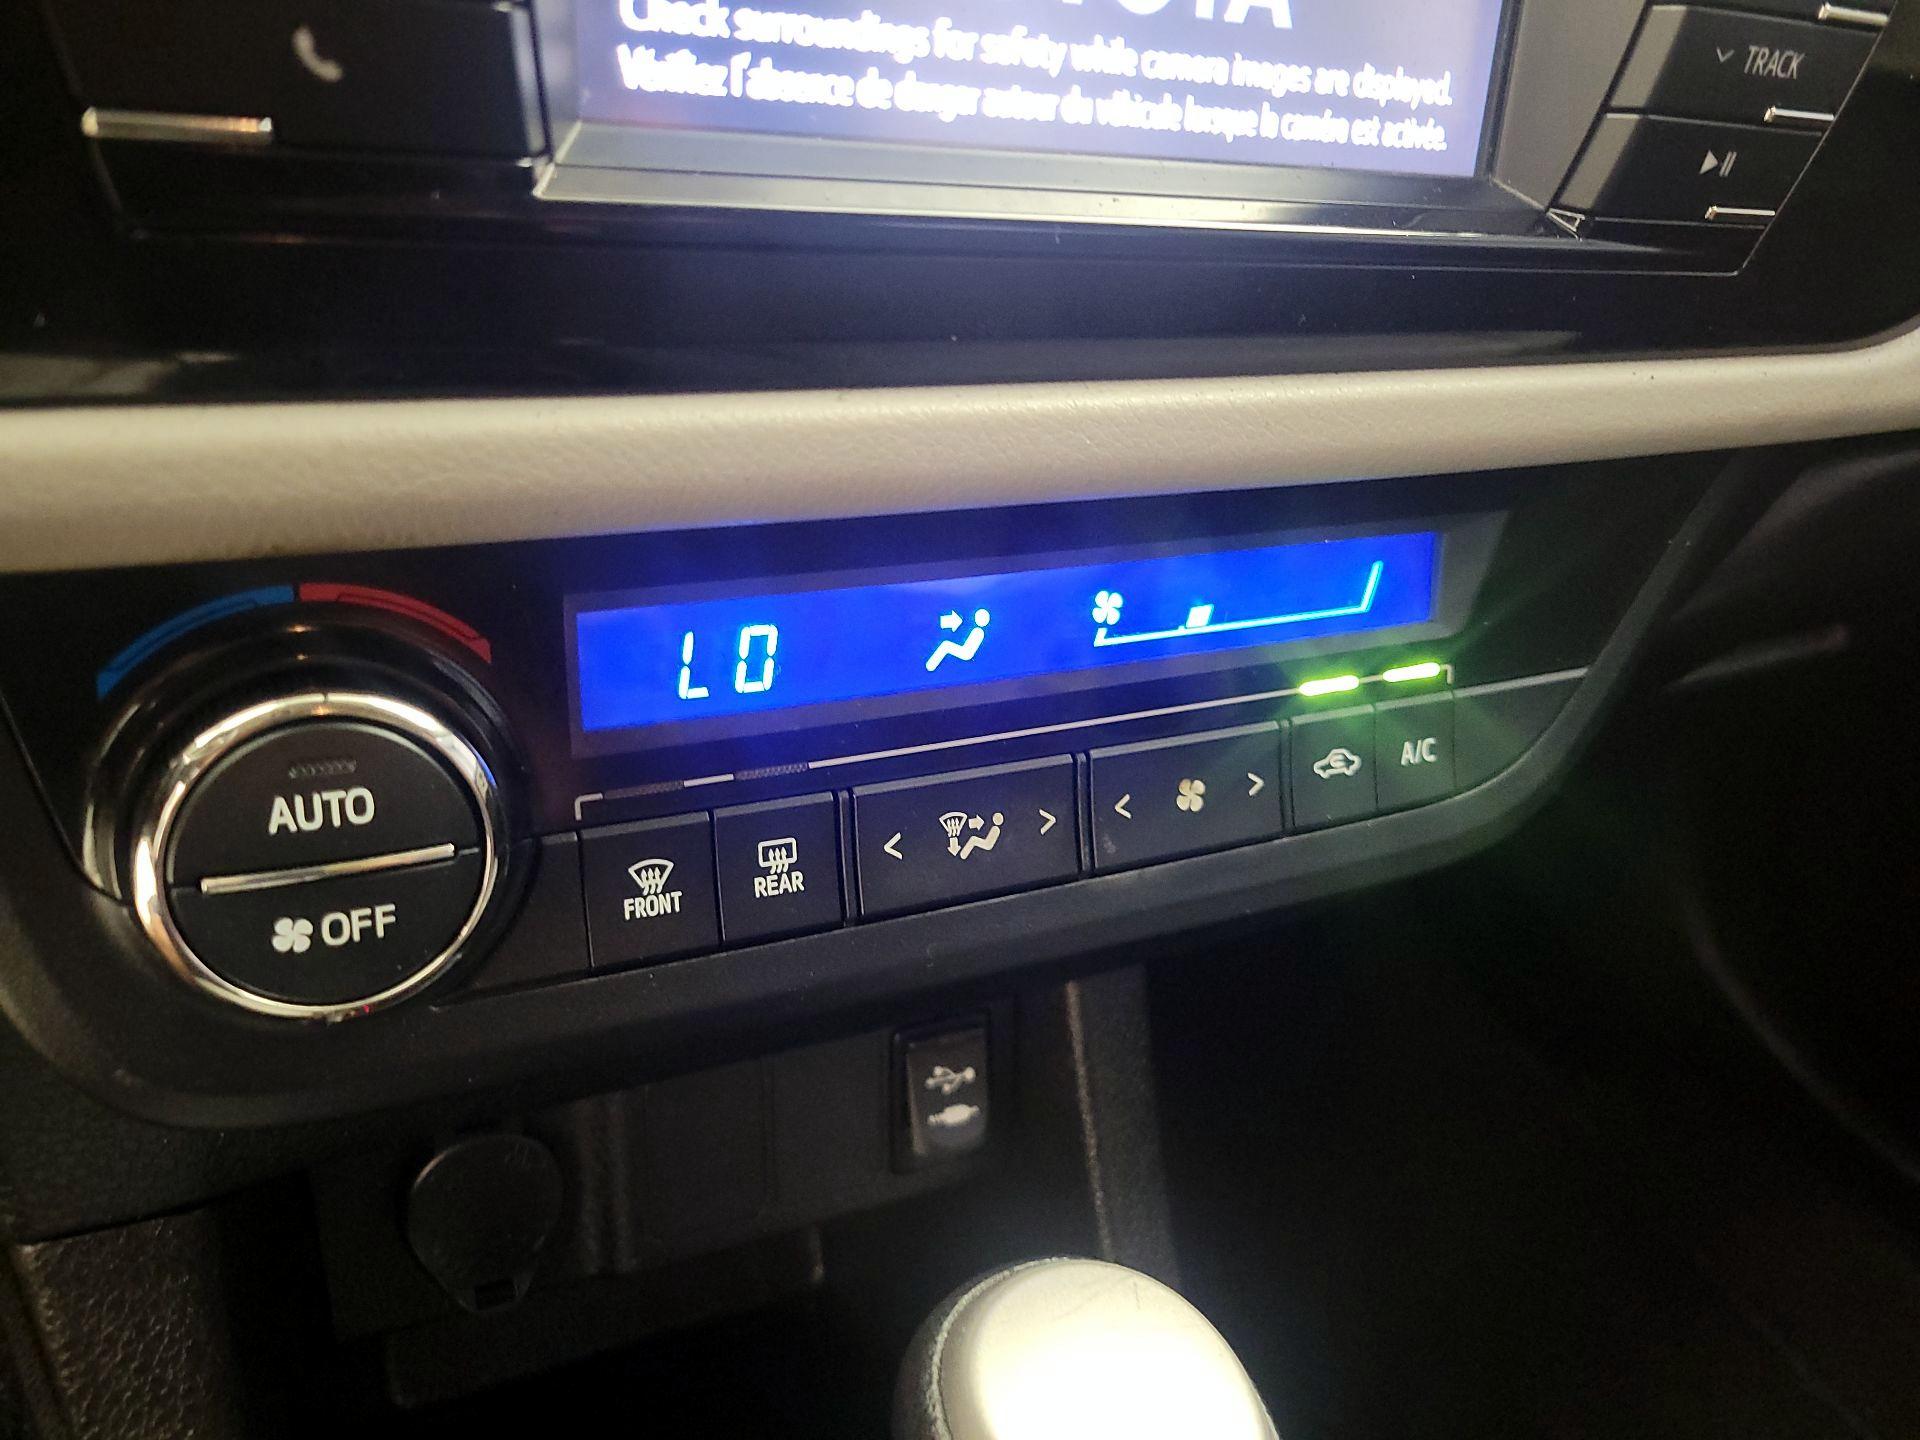 Check surroundings for safety while camera images are displayed.
Vérifiez l'absence de danger autour du véhicule lorsque la caméra est activée.
TRACK
LO
AUTO
OFF
FRONT
REAR
A/C